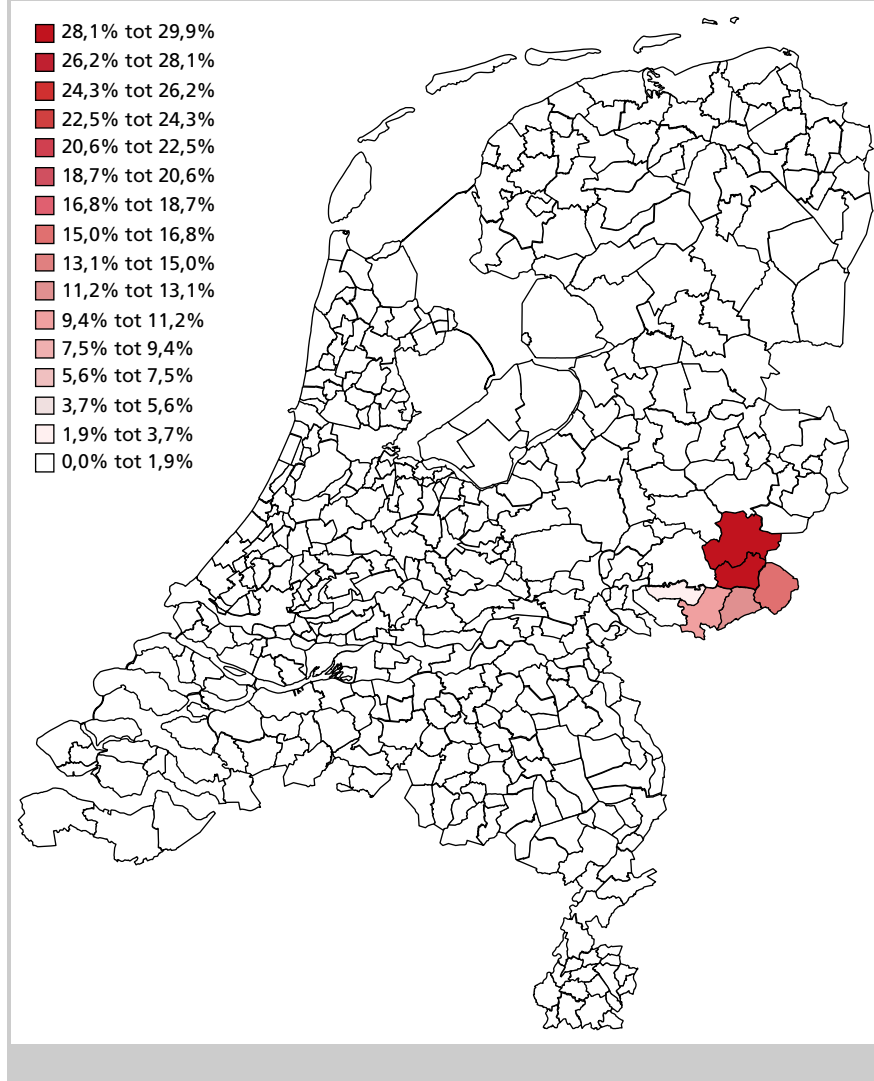 28,1% tot 29,9%
26,2% tot 28,1%
24,3% tot 26,2%
22,5% tot 24,3%
20,6% tot 22,5%
18,7% tot 20,6%
16,8% tot 18,7%
15,0% tot 16,8%
13,1% tot 15,0%
11,2% tot 13,1%
9,4% tot 11,2%
7,5% tot 9,4%
5,6% tot 7,5%
3,7% tot 5,6%
1,9% tot 3,7%
0,0% tot 1,9%